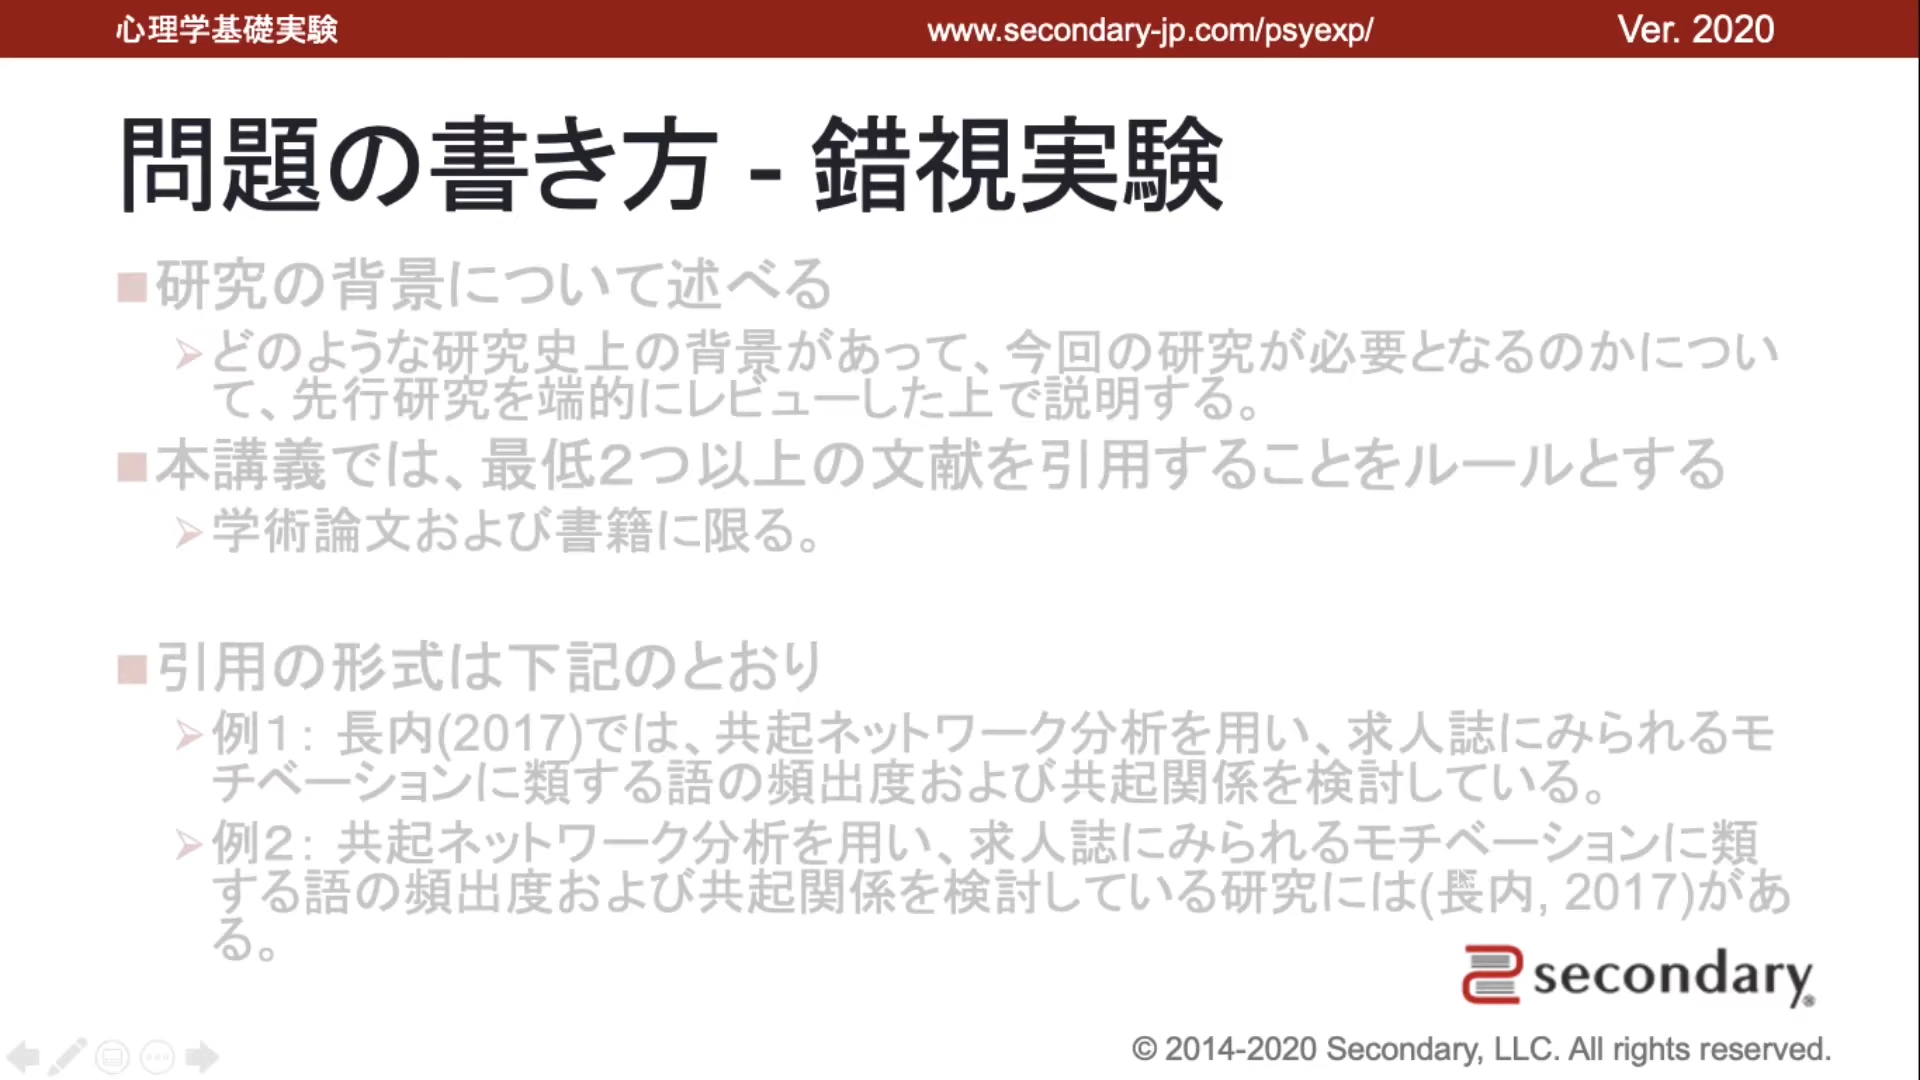 心理学基礎実験
www.secondary-jp.com/psyexp/
Ver. 2020
問題の書き方 - 錯視実験
■研究の背景について述べる
➢どのような研究史上の背景があって、今回の研究が必要となるのかについ
て、先行研究を端的にレビューした上で説明する。
■本講義では、最低２つ以上の文献を引用することをルールとする
➢学術論文および書籍に限る。
■引用の形式は下記のとおり
➢例１： 長内(2017)では、共起ネットワーク分析を用い、求人誌にみられるモ
チベーションに類する語の頻出度および共起関係を検討している。
➢例２： 共起ネットワーク分析を用い、求人誌にみられるモチベーションに類
する語の頻出度および共起関係を検討している研究には(長内, 2017)があ
る。
secondary®
© 2014-2020 Secondary, LLC. All rights reserved.